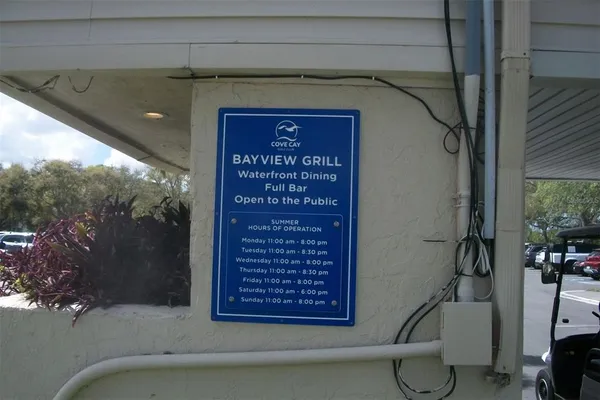 COVE CAY
GOLF CLUB
BAYVIEW GRILL
Waterfront Dining
Full Bar
Open to the Public
SUMMER
HOURS OF OPERATION
Monday 11:00 am - 8:00 pm
Tuesday 11:00 am - 8:30 pm
Wednesday 11:00 am - 8:00 pm
Thursday 11:00 am - 8:30 pm
Friday 11:00 am - 8:00 pm
Saturday 11:00 am - 6:00 pm
Sunday 11:00 am - 8:00 pm